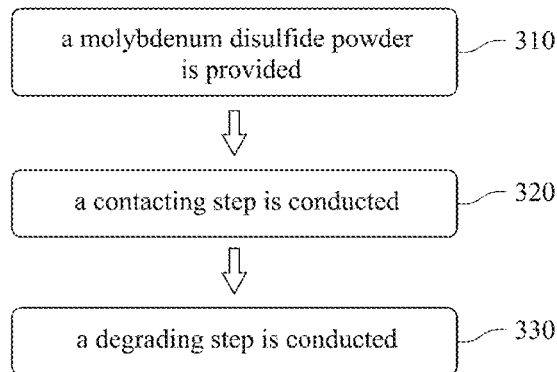 a molybdenum disulfide powder
is provided
310
a contacting step is conducted
320
a degrading step is conducted
330